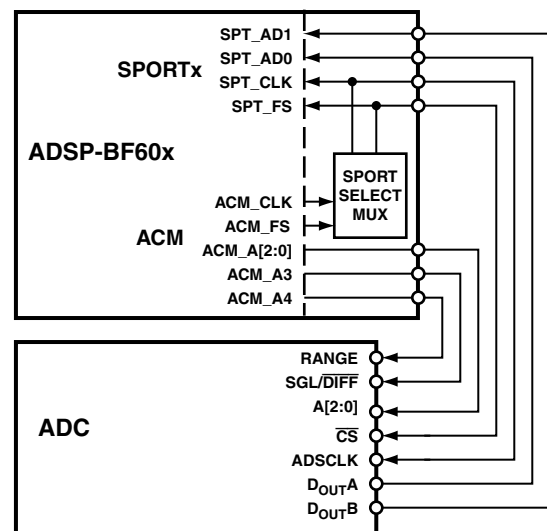 SPT_AD1
SPT_AD0
SPORTx
SPT_CLK
SPT_FS
ADSP-BF60x
SPORT
SELECT
MUX
ACM_CLK
ACM_FS
ACM
ACM_A[2:0]
ACM_A3
ACM_A4
RANGE
SGL/DIFF
A[2:0]
ADC
CS
ADSCLK
DOUTA
DOUTB